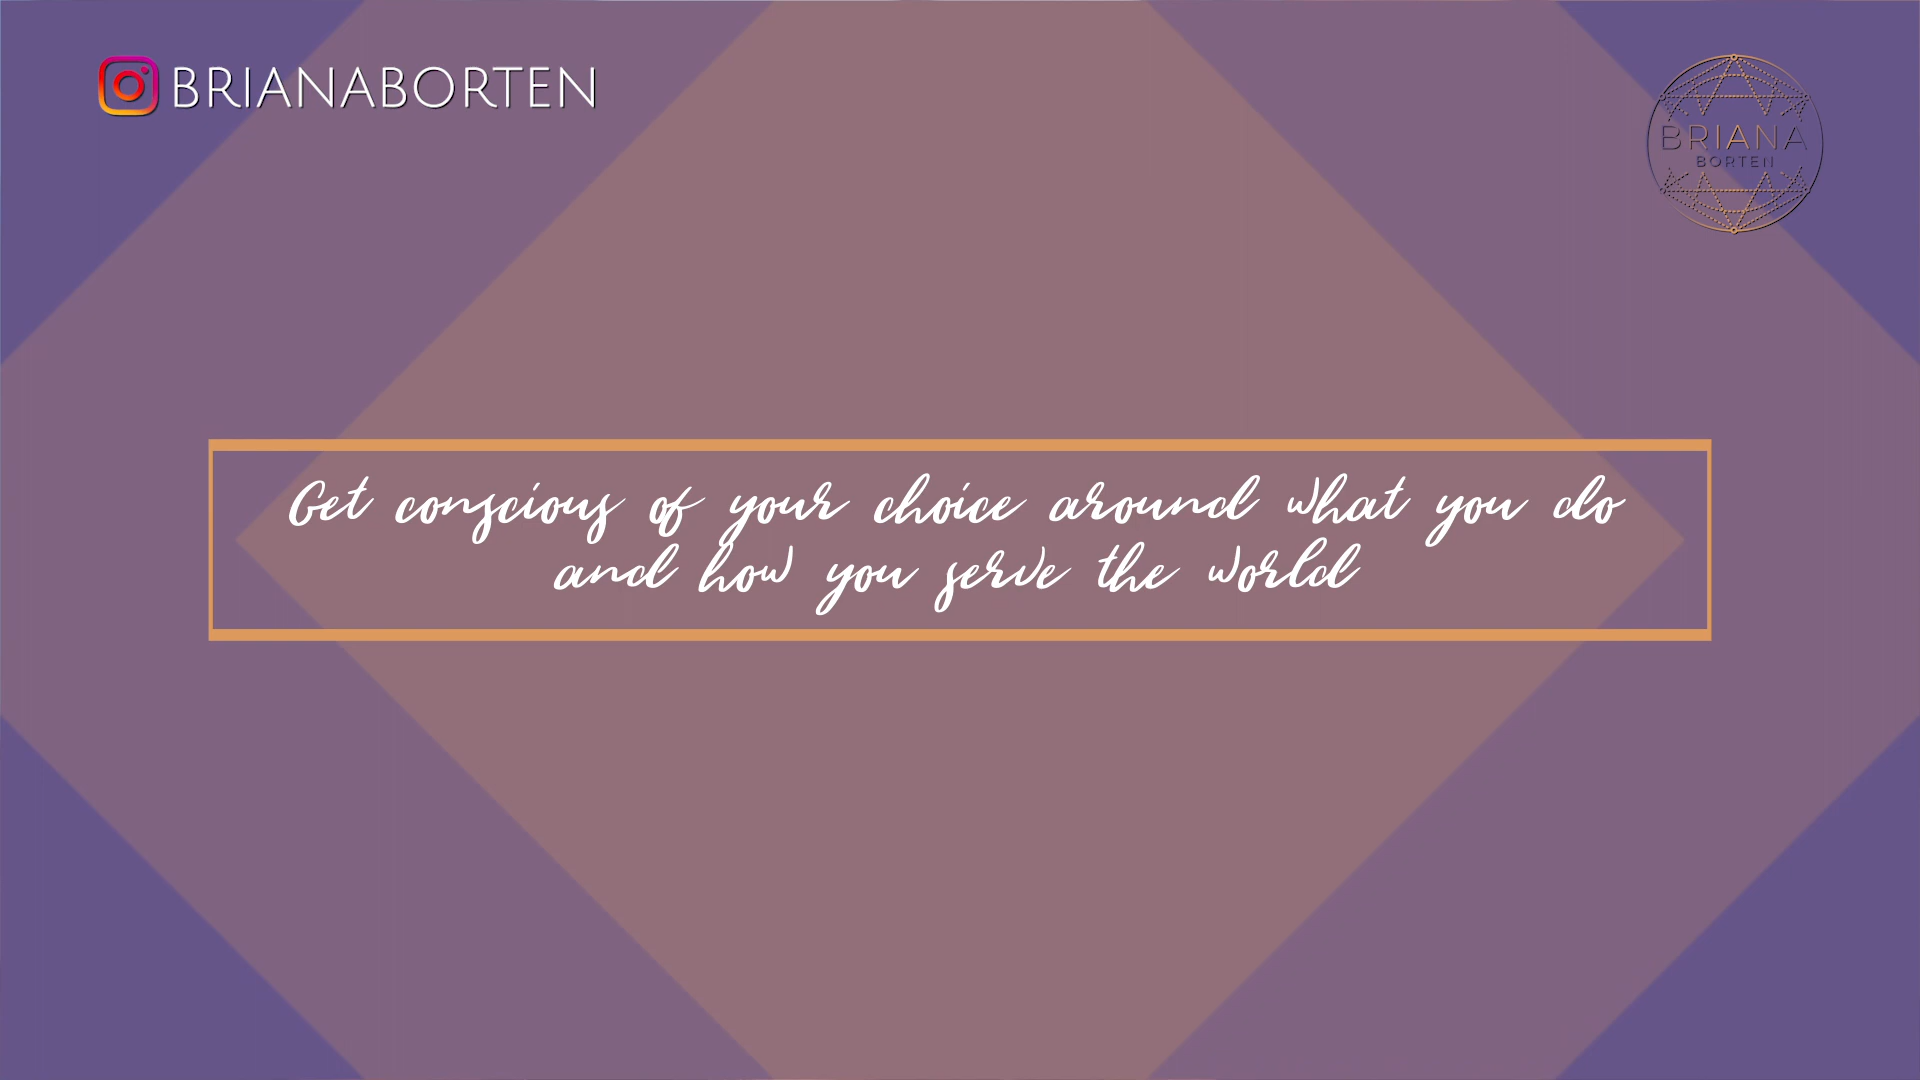 BRIANABORTEN
BRIANA
BORTEN
Get conscious of your choice around what you do
and how you serve the world